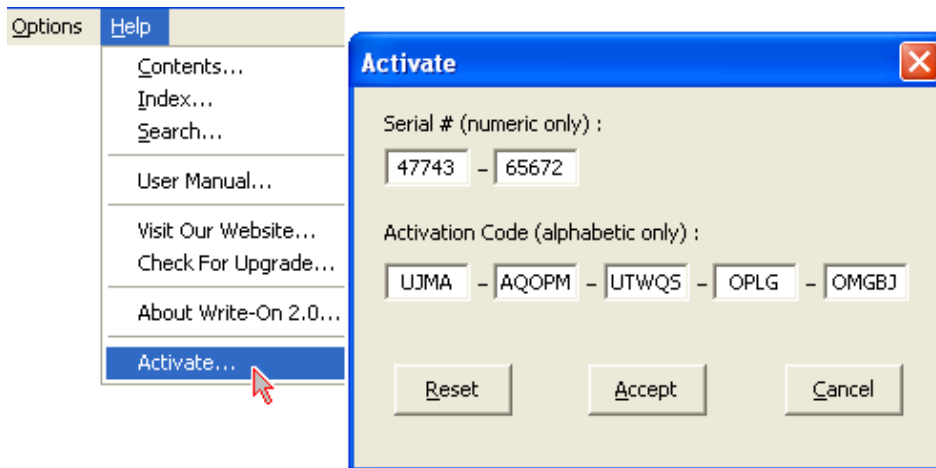 Options Help
Contents...
Index...
Search...
User Manual...
Visit Our Website...
Check For Upgrade...
About Write-On 2.0...
Activate...
Activate
Serial # (numeric only) :
47743 – 65672
Activation Code (alphabetic only) :
UJMA – AQOPM – UTWQS – OPLG – OMGBJ
Reset Accept Cancel